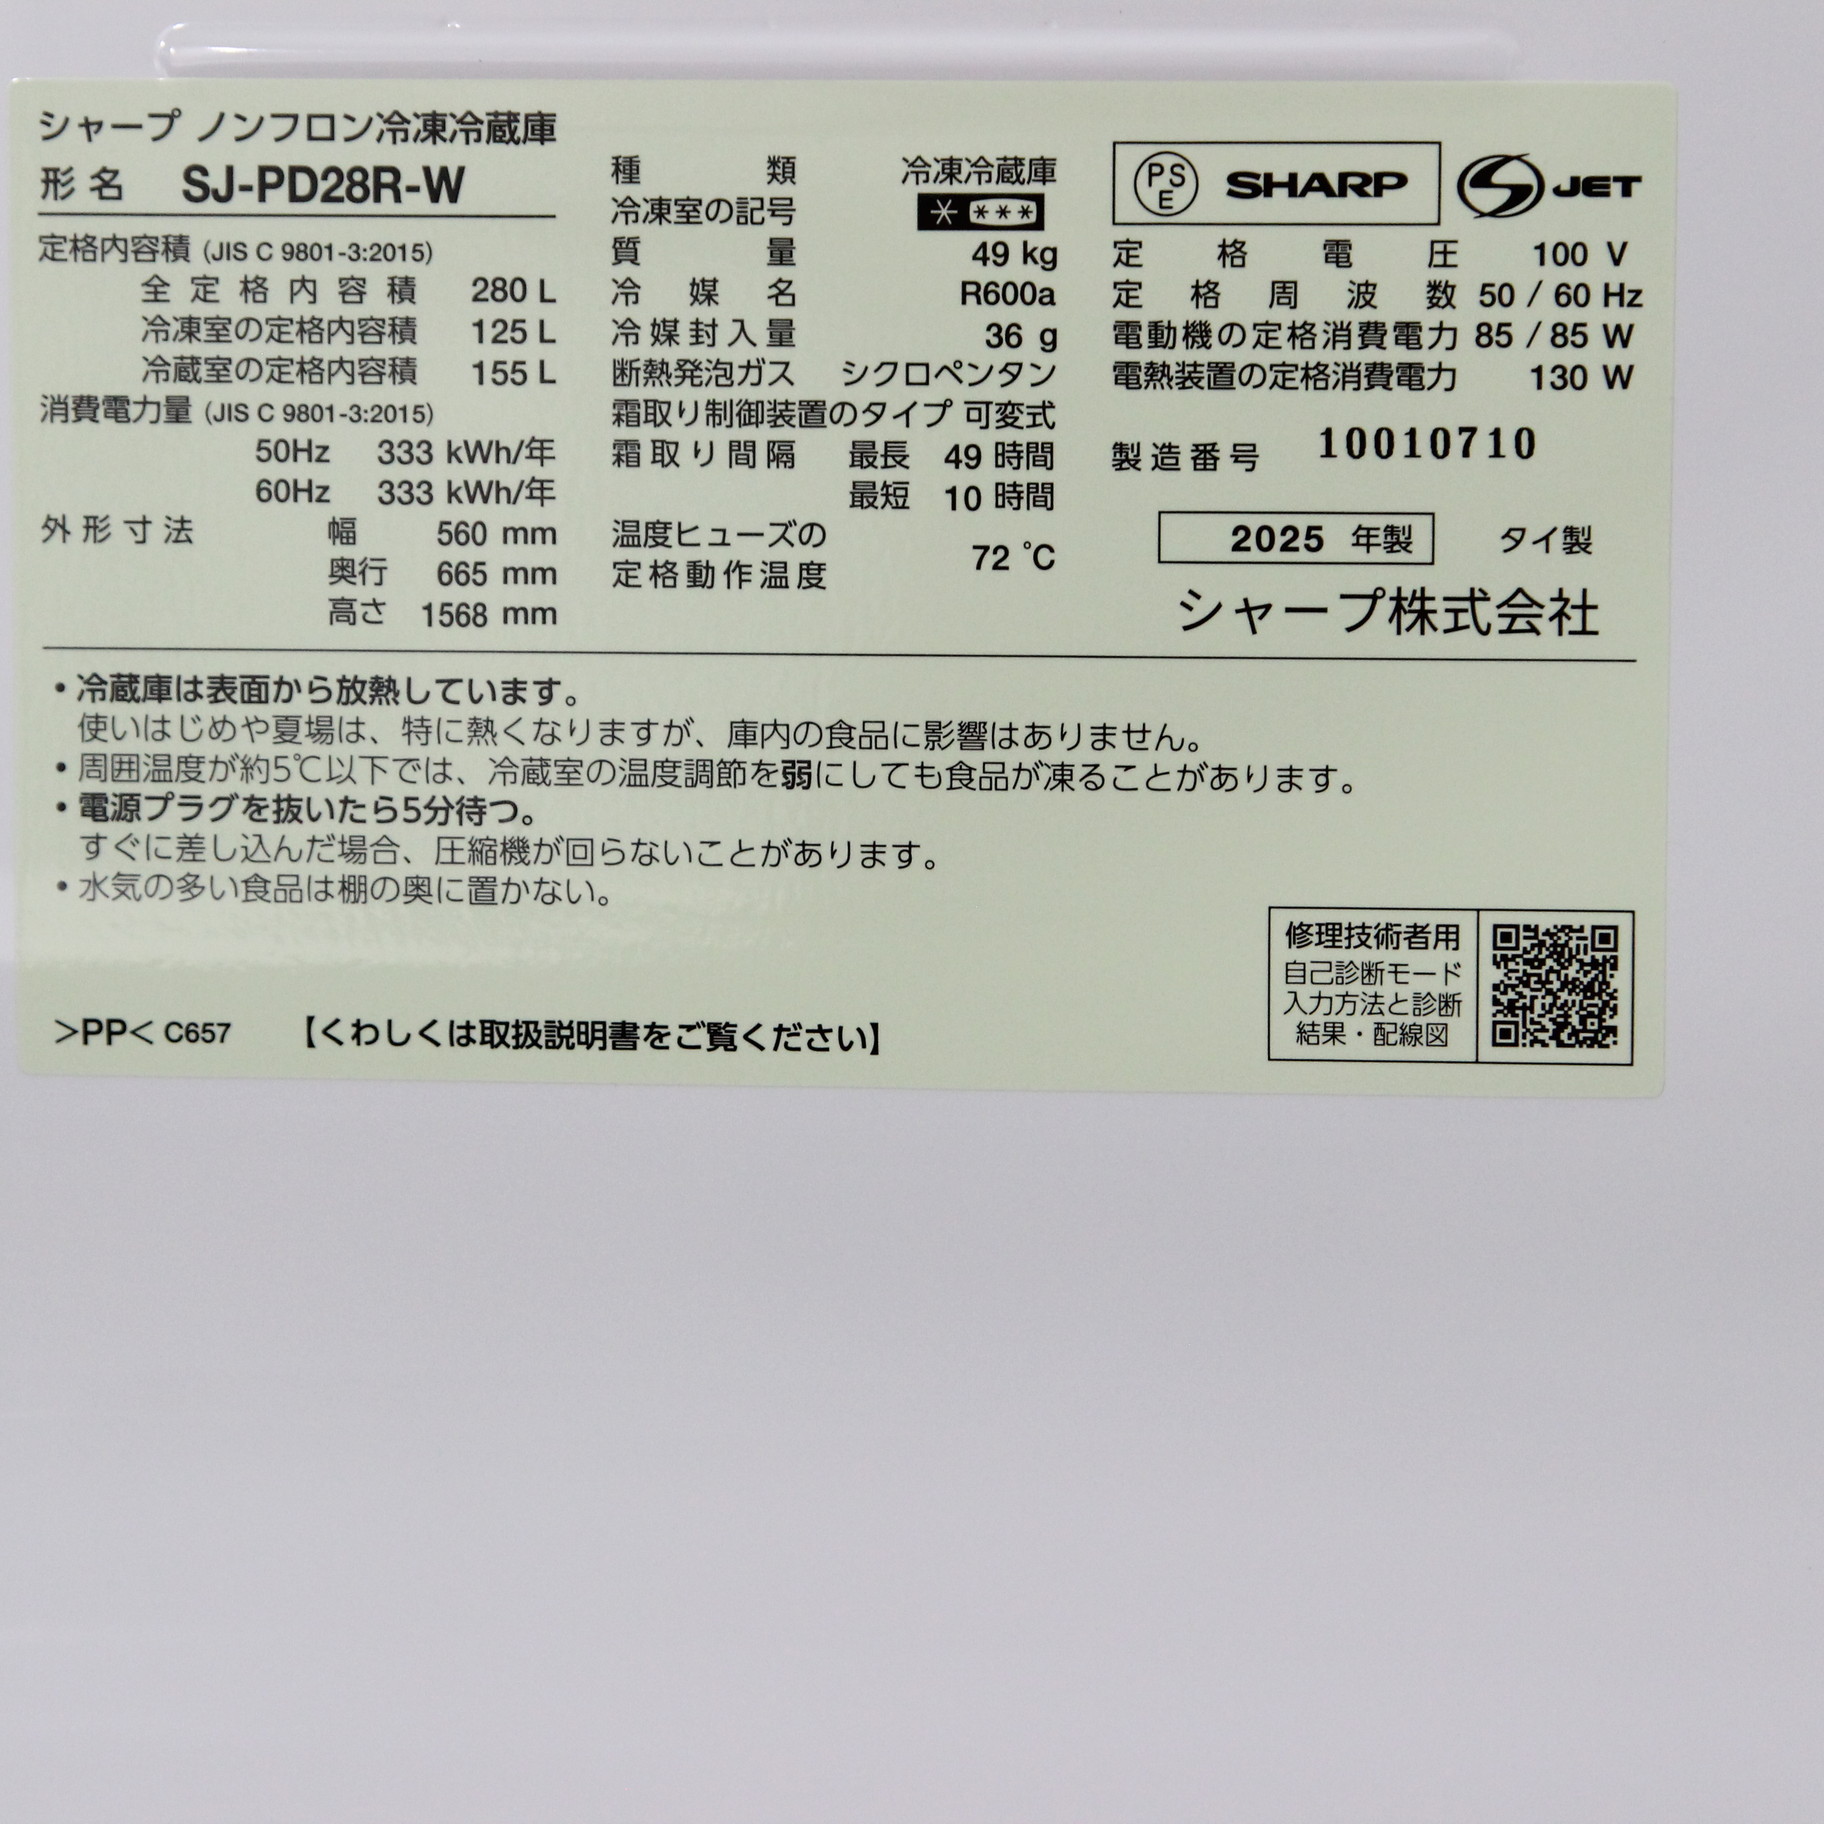 シャープ ノンフロン冷凍冷蔵庫
形名 SJ-PD28R-W
定格内容積 (JIS C 9801-3:2015)
全定格内容積 280 L
冷凍室の定格内容積 125 L
冷蔵室の定格内容積 155 L
消費電力量 (JIS C 9801-3:2015)
50Hz 333 kWh/年
60Hz 333 kWh/年
外形寸法 幅 560 mm
奥行 665 mm
高さ 1568 mm
種類 冷凍冷蔵庫
冷凍室の記号 * ***
質量 49 kg
冷媒名 R600a
冷媒封入量 36 g
断熱発泡ガス シクロペンタン
霜取り制御装置のタイプ 可変式
霜取り間隔 最長 49 時間
最短 10 時間
温度ヒューズの
定格動作温度 72 ℃
PSE SHARP JET
定格電圧 100 V
定格周波数 50 / 60 Hz
電動機の定格消費電力 85 / 85 W
電熱装置の定格消費電力 130 W
製造番号 10010710
2025 年製 タイ製
シャープ株式会社
・冷蔵庫は表面から放熱しています。
使いはじめや夏場は、特に熱くなりますが、庫内の食品に影響はありません。
・周囲温度が約5℃以下では、冷蔵室の温度調節を弱にしても食品が凍ることがあります。
・電源プラグを抜いたら5分待つ。
すぐに差し込んだ場合、圧縮機が回らないことがあります。
・水気の多い食品は棚の奥に置かない。
>PP< C657 【くわしくは取扱説明書をご覧ください】
修理技術者用
自己診断モード
入力方法と診断
結果・配線図